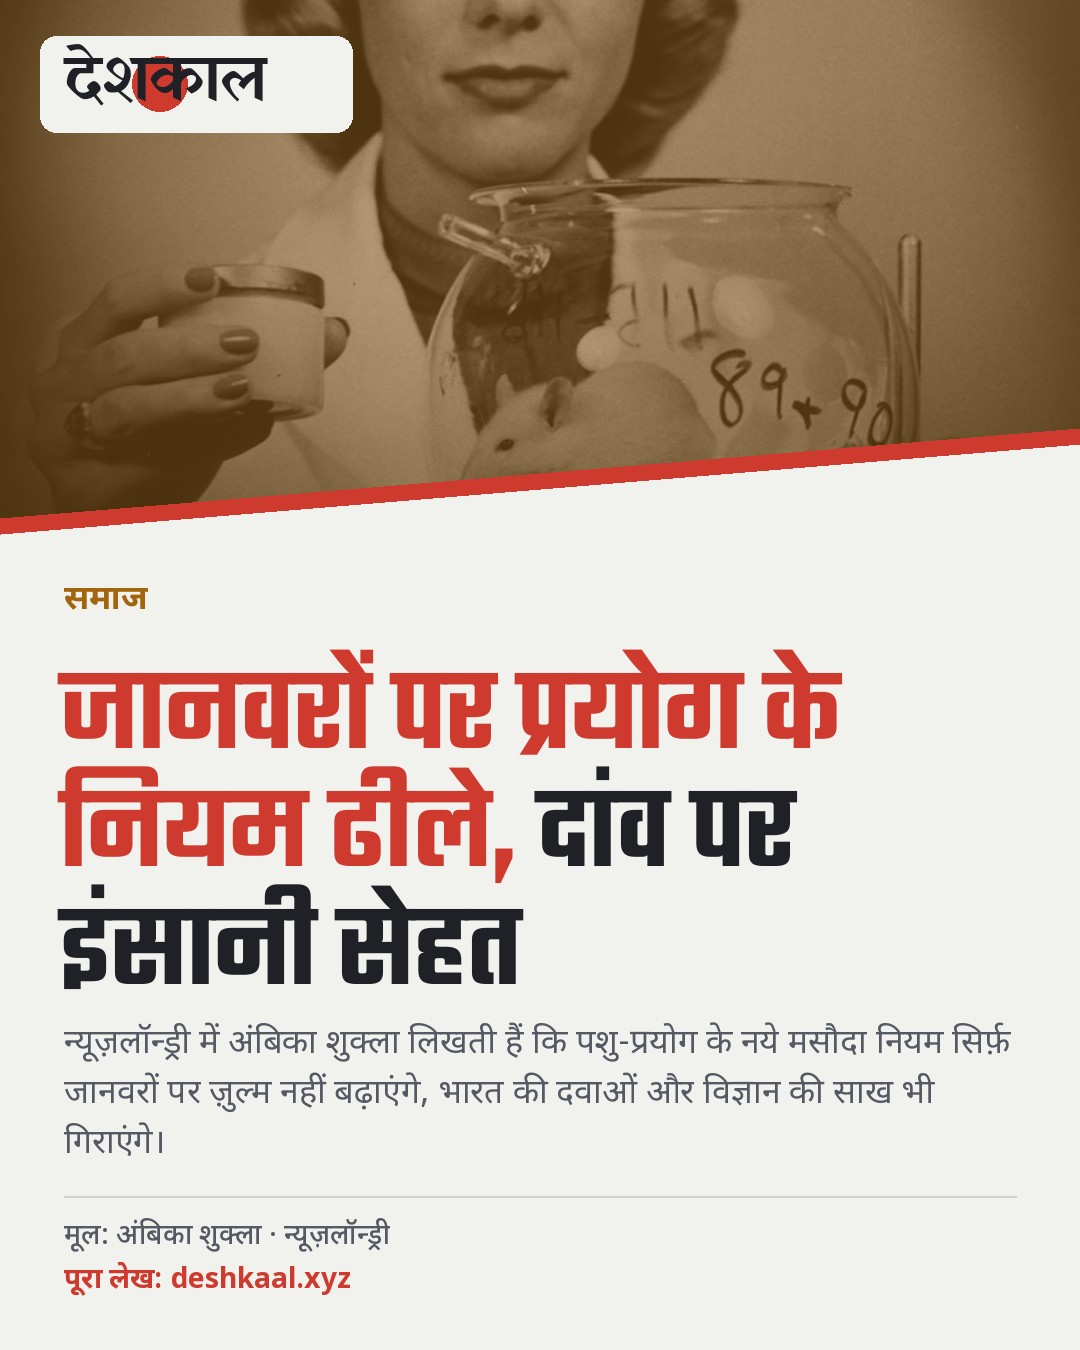 देशकाल
89+90
समाज
जानवरों पर प्रयोग के
नियम ढीले, दांव पर
इंसानी सेहत
न्यूज़लॉन्ड्री में अंबिका शुक्ला लिखती हैं कि पशु-प्रयोग के नये मसौदा नियम सिर्फ़
जानवरों पर ज़ुल्म नहीं बढ़ाएंगे, भारत की दवाओं और विज्ञान की साख भी
गिराएंगे।
मूल: अंबिका शुक्ला · न्यूज़लॉन्ड्री
पूरा लेख: deshkaal.xyz